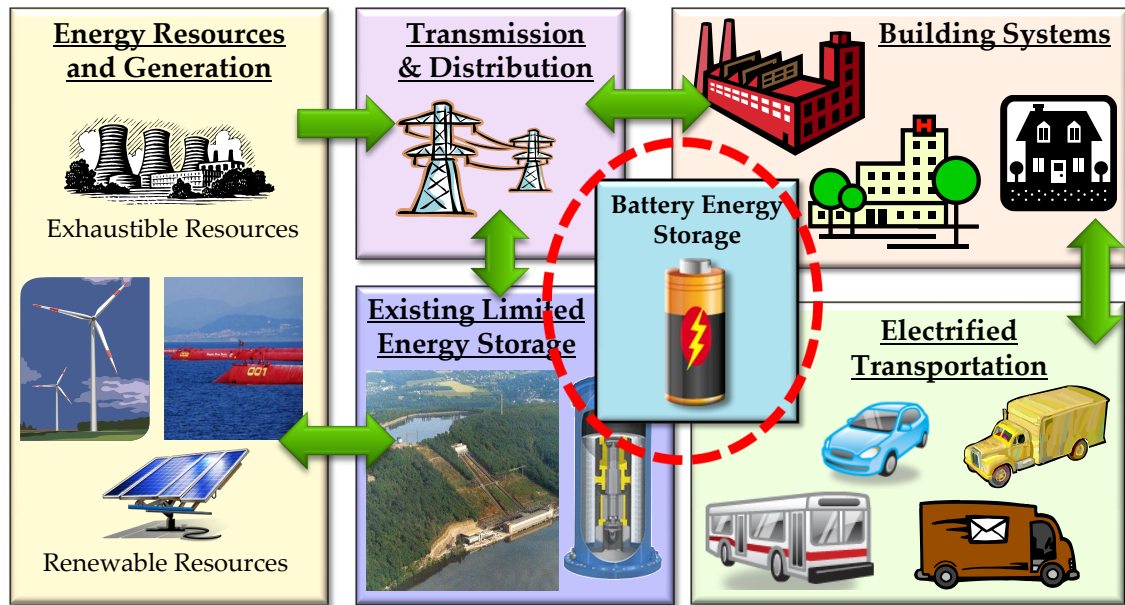 Energy Resources
and Generation
Exhaustible Resources
Renewable Resources
Transmission
& Distribution
Building Systems
H
Battery Energy
Storage
Existing Limited
Energy Storage
Electrified
Transportation
001